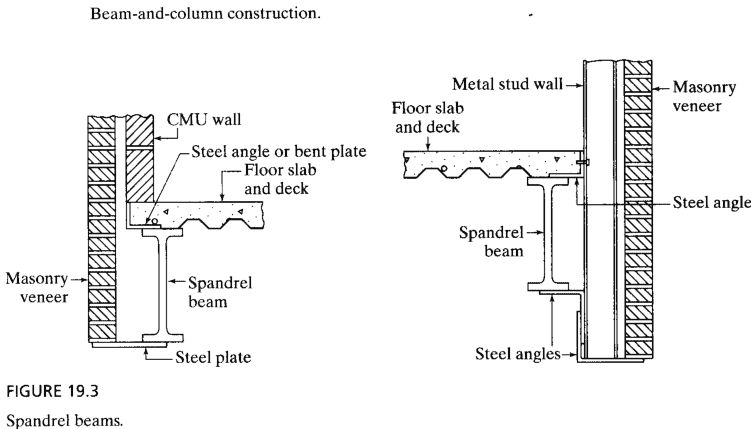 Beam-and-column construction.
CMU wall
Steel angle or bent plate
Floor slab
and deck
Masonry
veneer
Spandrel
beam
Steel plate
Metal stud wall
Masonry
veneer
Floor slab
and deck
Steel angle
Spandrel
beam
Steel angles
FIGURE 19.3
Spandrel beams.